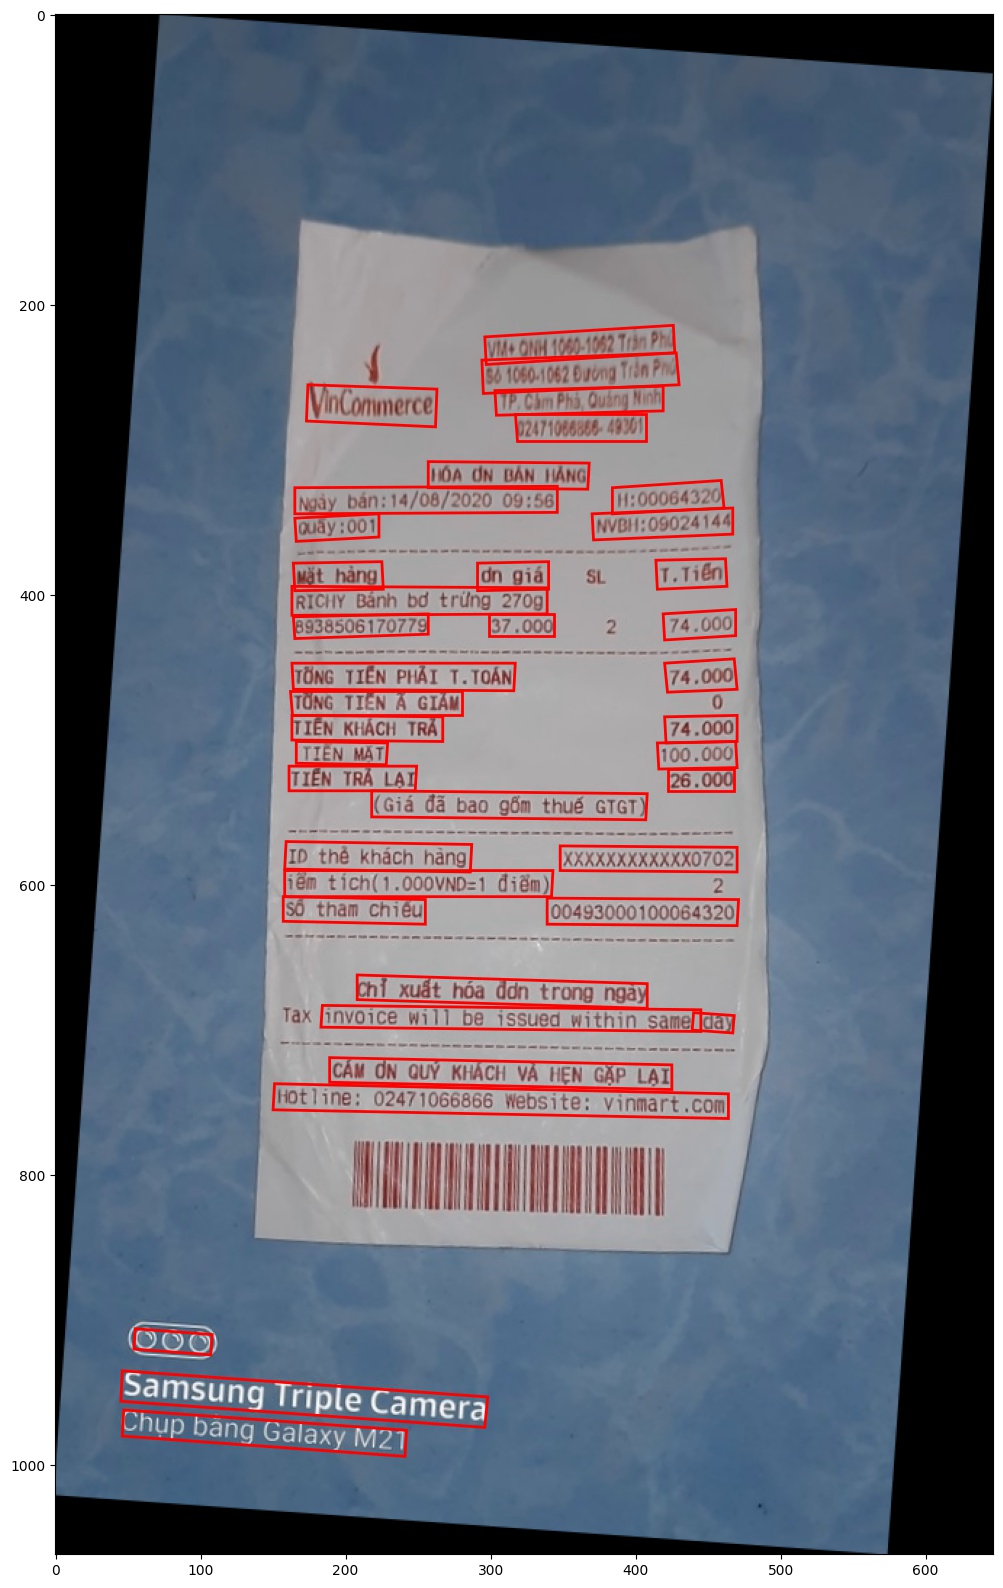 0
200
400
600
800
1000
0 100 200 300 400 500 600
VinCommerce
VM+ QNH 1060-1062 Trần Phú
Số 1060-1062 Đường Trần Phú
TP. Cẩm Phả, Quảng Ninh
02471066866- 49301
HÓA ƠN BÁN HÀNG
Ngày bán:14/08/2020 09:56 H:00064320
quầy:001 NVBH:09024144
Mặt hàng ơn giá SL T.Tiền
RICHY Bánh bơ trứng 270g
8938506170779 37.000 2 74.000
TỔNG TIỀN PHẢI T.TOÁN 74.000
TỔNG TIỀN Ã GIẢM 0
TIỀN KHÁCH TRẢ 74.000
TIỀN MẶT 100.000
TIỀN TRẢ LẠI 26.000
(Giá đã bao gồm thuế GTGT)
ID thẻ khách hàng XXXXXXXXXXXX0702
iểm tích(1.000VND=1 điểm) 2
Số tham chiếu 00493000100064320
Chỉ xuất hóa đơn trong ngày
Tax invoice will be issued within same day
CẢM ƠN QUÝ KHÁCH VÀ HẸN GẶP LẠI
Hotline: 02471066866 Website: vinmart.com
Samsung Triple Camera
Chụp bằng Galaxy M21